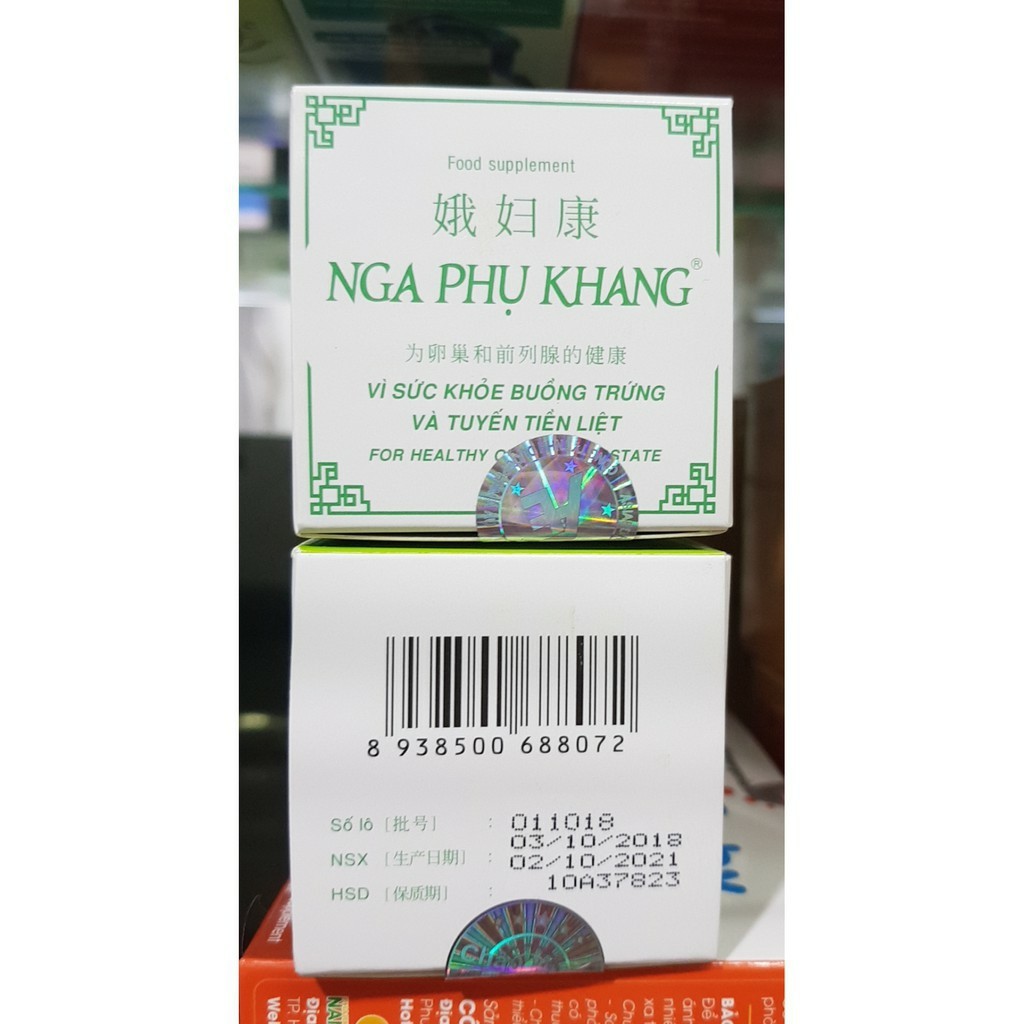 Food supplement
娥妇康
NGA PHỤ KHANG®
为卵巢和前列腺的健康
VÌ SỨC KHỎE BUỒNG TRỨNG
VÀ TUYẾN TIỀN LIỆT
FOR HEALTHY
8 938500 688072
Số lô [批号] : 011018
03/10/2018
NSX [生产日期] : 02/10/2021
10A37823
HSD [保质期] :